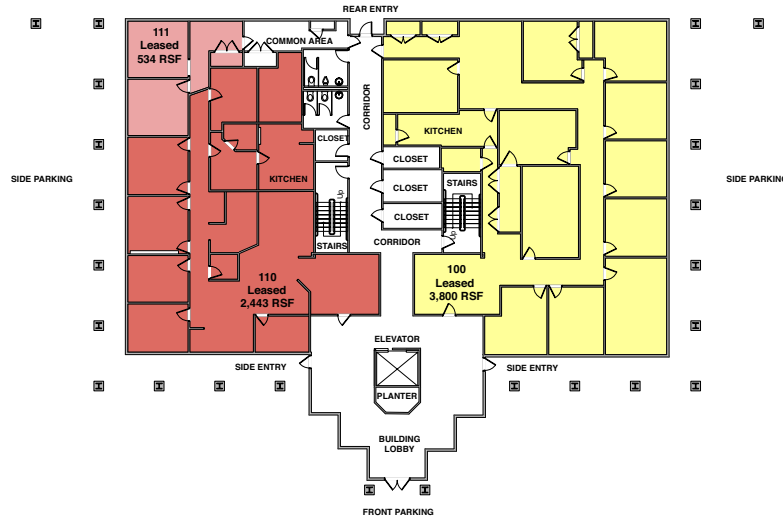 REAR ENTRY
111
Leased
534 RSF
COMMON AREA
CORRIDOR
KITCHEN
CLOSET
CLOSET
SIDE PARKING
KITCHEN
Up
CLOSET
STAIRS
SIDE PARKING
CLOSET
Up
STAIRS
CORRIDOR
110
Leased
2,443 RSF
100
Leased
3,800 RSF
ELEVATOR
SIDE ENTRY
SIDE ENTRY
PLANTER
BUILDING
LOBBY
FRONT PARKING